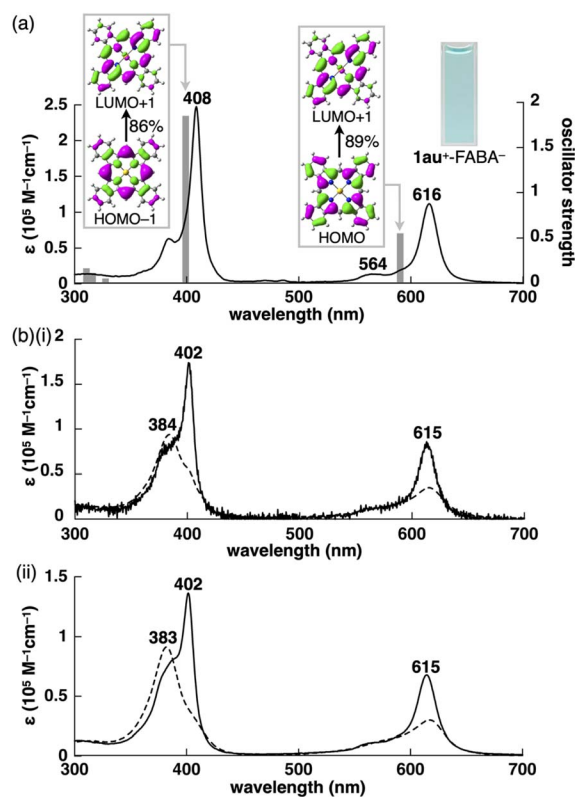 (a)
LUMO+1
86%
HOMO–1
408
LUMO+1
89%
HOMO
1au⁺-FABA⁻
616
564
2.5
2
1.5
1
0.5
0
ε (10⁵ M⁻¹cm⁻¹)
2
1.5
1
0.5
0
oscillator strength
300 400 500 600 700
wavelength (nm)
(b)(i)
2
1.5
1
0.5
0
ε (10⁵ M⁻¹cm⁻¹)
402
384
615
300 400 500 600 700
wavelength (nm)
(ii)
1.5
1
0.5
0
ε (10⁵ M⁻¹cm⁻¹)
402
383
615
300 400 500 600 700
wavelength (nm)